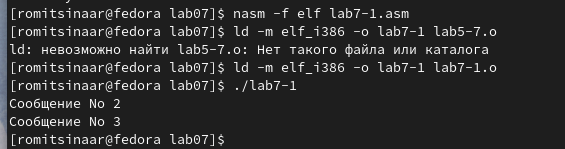 [romitsinaar@fedora lab07]$ nasm -f elf lab7-1.asm
[romitsinaar@fedora lab07]$ ld -m elf_i386 -o lab7-1 lab5-7.o
ld: невозможно найти lab5-7.o: Нет такого файла или каталога
[romitsinaar@fedora lab07]$ ld -m elf_i386 -o lab7-1 lab7-1.o
[romitsinaar@fedora lab07]$ ./lab7-1
Сообщение No 2
Сообщение No 3
[romitsinaar@fedora lab07]$